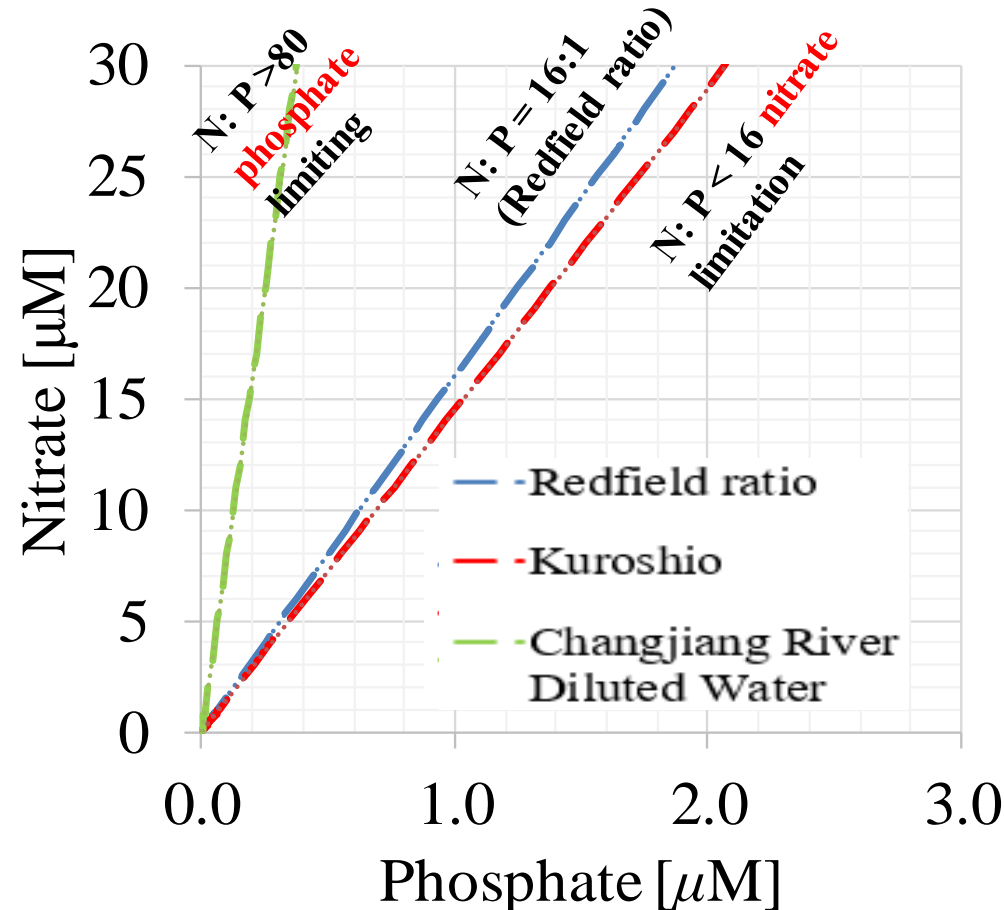 N: P >80
phosphate
limiting
N: P = 16:1
(Redfield ratio)
N: P < 16 nitrate
limitation
Nitrate [μM]
30
25
20
15
10
5
0
Redfield ratio
Kuroshio
Changjiang River
Diluted Water
0.0 1.0 2.0 3.0
Phosphate [μM]